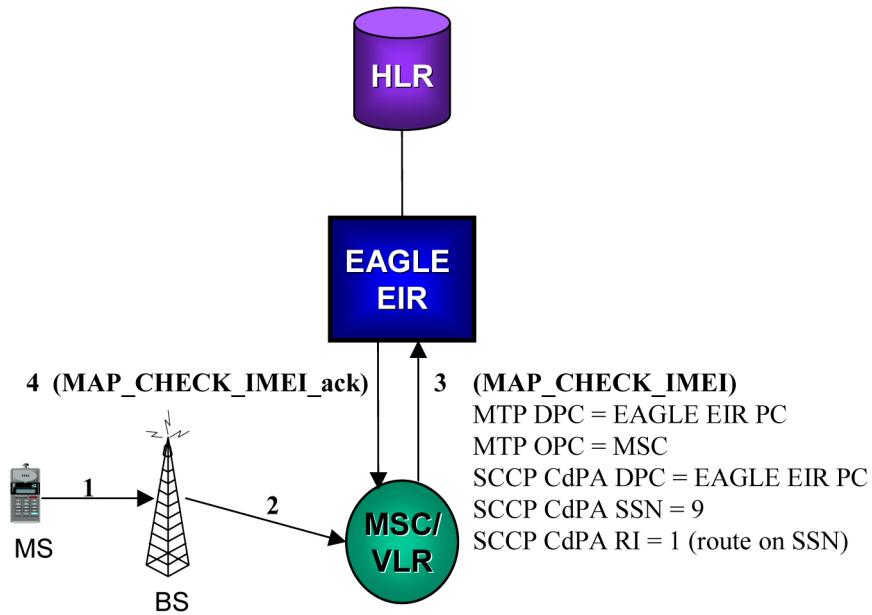 HLR
EAGLE
EIR
4 (MAP_CHECK_IMEI_ack)
3 (MAP_CHECK_IMEI)
MTP DPC = EAGLE EIR PC
MTP OPC = MSC
SCCP CdPA DPC = EAGLE EIR PC
SCCP CdPA SSN = 9
SCCP CdPA RI = 1 (route on SSN)
1
2
MSC/
VLR
MS
BS